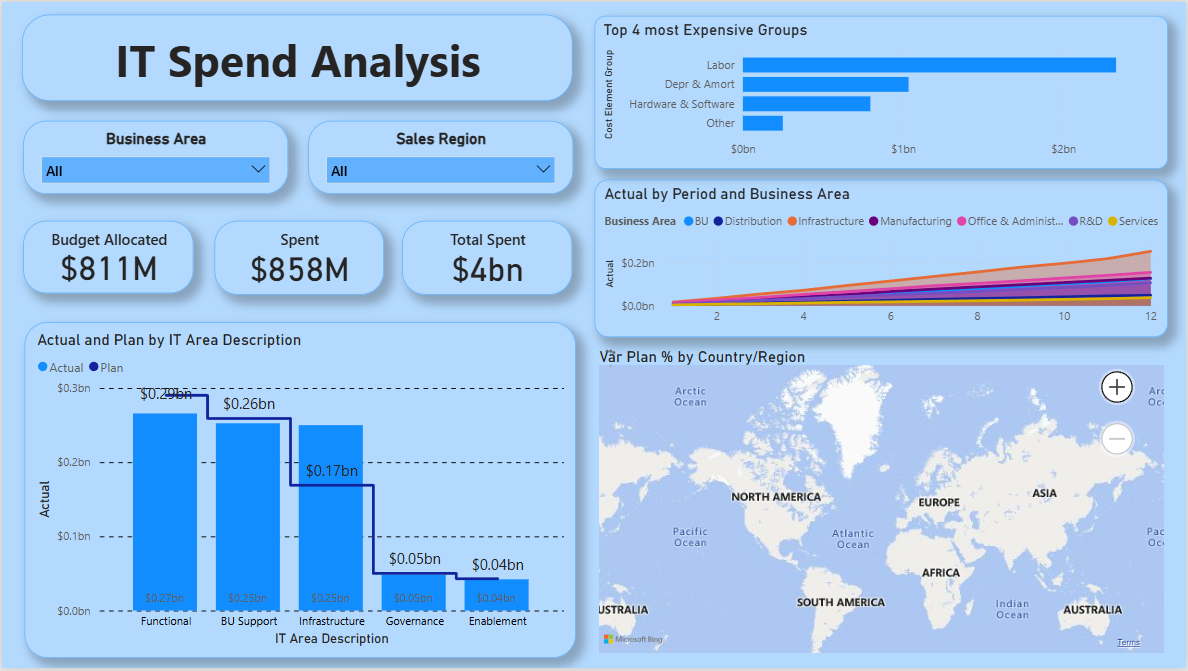 IT Spend Analysis
Business Area
All
Sales Region
All
Budget Allocated
$811M
Spent
$858M
Total Spent
$4bn
Actual and Plan by IT Area Description
Actual Plan
$0.3bn
$0.2bn
$0.1bn
$0.0bn
Actual
$0.29bn
$0.26bn
$0.17bn
$0.05bn
$0.04bn
$0.27bn
$0.25bn
$0.25bn
$0.05bn
$0.04bn
Functional
BU Support
Infrastructure
Governance
Enablement
IT Area Description
Top 4 most Expensive Groups
Cost Element Group
Labor
Depr & Amort
Hardware & Software
Other
$0bn
$1bn
$2bn
Actual by Period and Business Area
Business Area BU Distribution Infrastructure Manufacturing Office & Administ... R&D Services
Actual
$0.2bn
$0.0bn
2
4
6
8
10
12
Var Plan % by Country/Region
Arctic
Ocean
Arc
Oc
NORTH AMERICA
EUROPE
ASIA
Pacific
Ocean
Atlantic
Ocean
Pac
Oc
AFRICA
SOUTH AMERICA
Indian
Ocean
USTRALIA
AUSTRALIA
Microsoft Bing
Terms